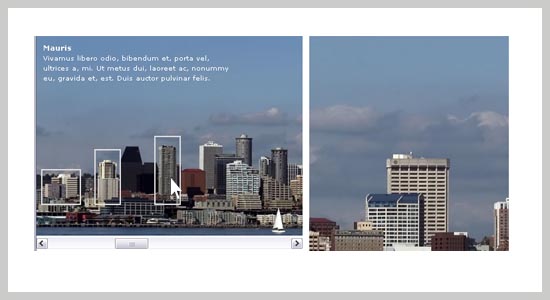 Mauris
Vivamus libero odio, bibendum et, porta vel,
ultrices a, mi. Ut metus dui, laoreet ac, nonummy
eu, gravida et, est. Duis auctor pulvinar felis.